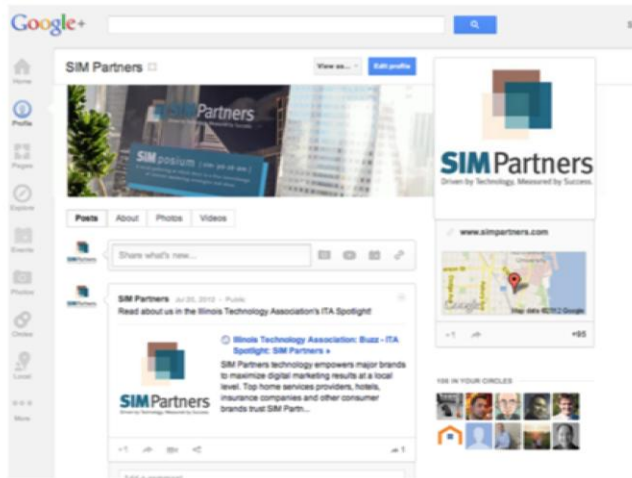 Google+
SIM Partners
View as...
Edit profile
SIM Partners
SIMposium
SIMPartners
Driven by Technology, Measured by Success.
Home
Profile
Pages
Explore
Events
Photos
Circles
Local
More
Posts
About
Photos
Videos
www.simpartners.com
Share what's new...
Google
Map data ©2012 Google
+1
+95
SIM Partners Jul 20, 2012 - Public
Read about us in the Illinois Technology Association's ITA Spotlight!
Illinois Technology Association: Buzz - ITA
Spotlight: SIM Partners »
SIM Partners technology empowers major brands
to maximize digital marketing results at a local
level. Top home services providers, hotels,
insurance companies and other consumer
brands trust SIM Partn...
SIMPartners
Driven by Technology, Measured by Success.
+1
1
IN YOUR CIRCLES